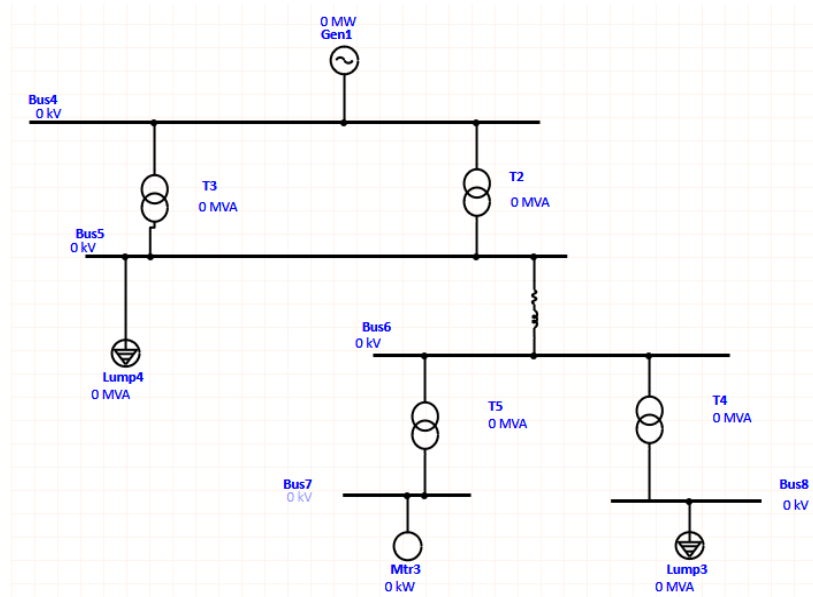 0 MW
Gen1
Bus4
0 kV
T3
0 MVA
T2
0 MVA
Bus5
0 kV
Bus6
0 kV
Lump4
0 MVA
T5
0 MVA
T4
0 MVA
Bus7
0 kV
Bus8
0 kV
Mtr3
0 kW
Lump3
0 MVA